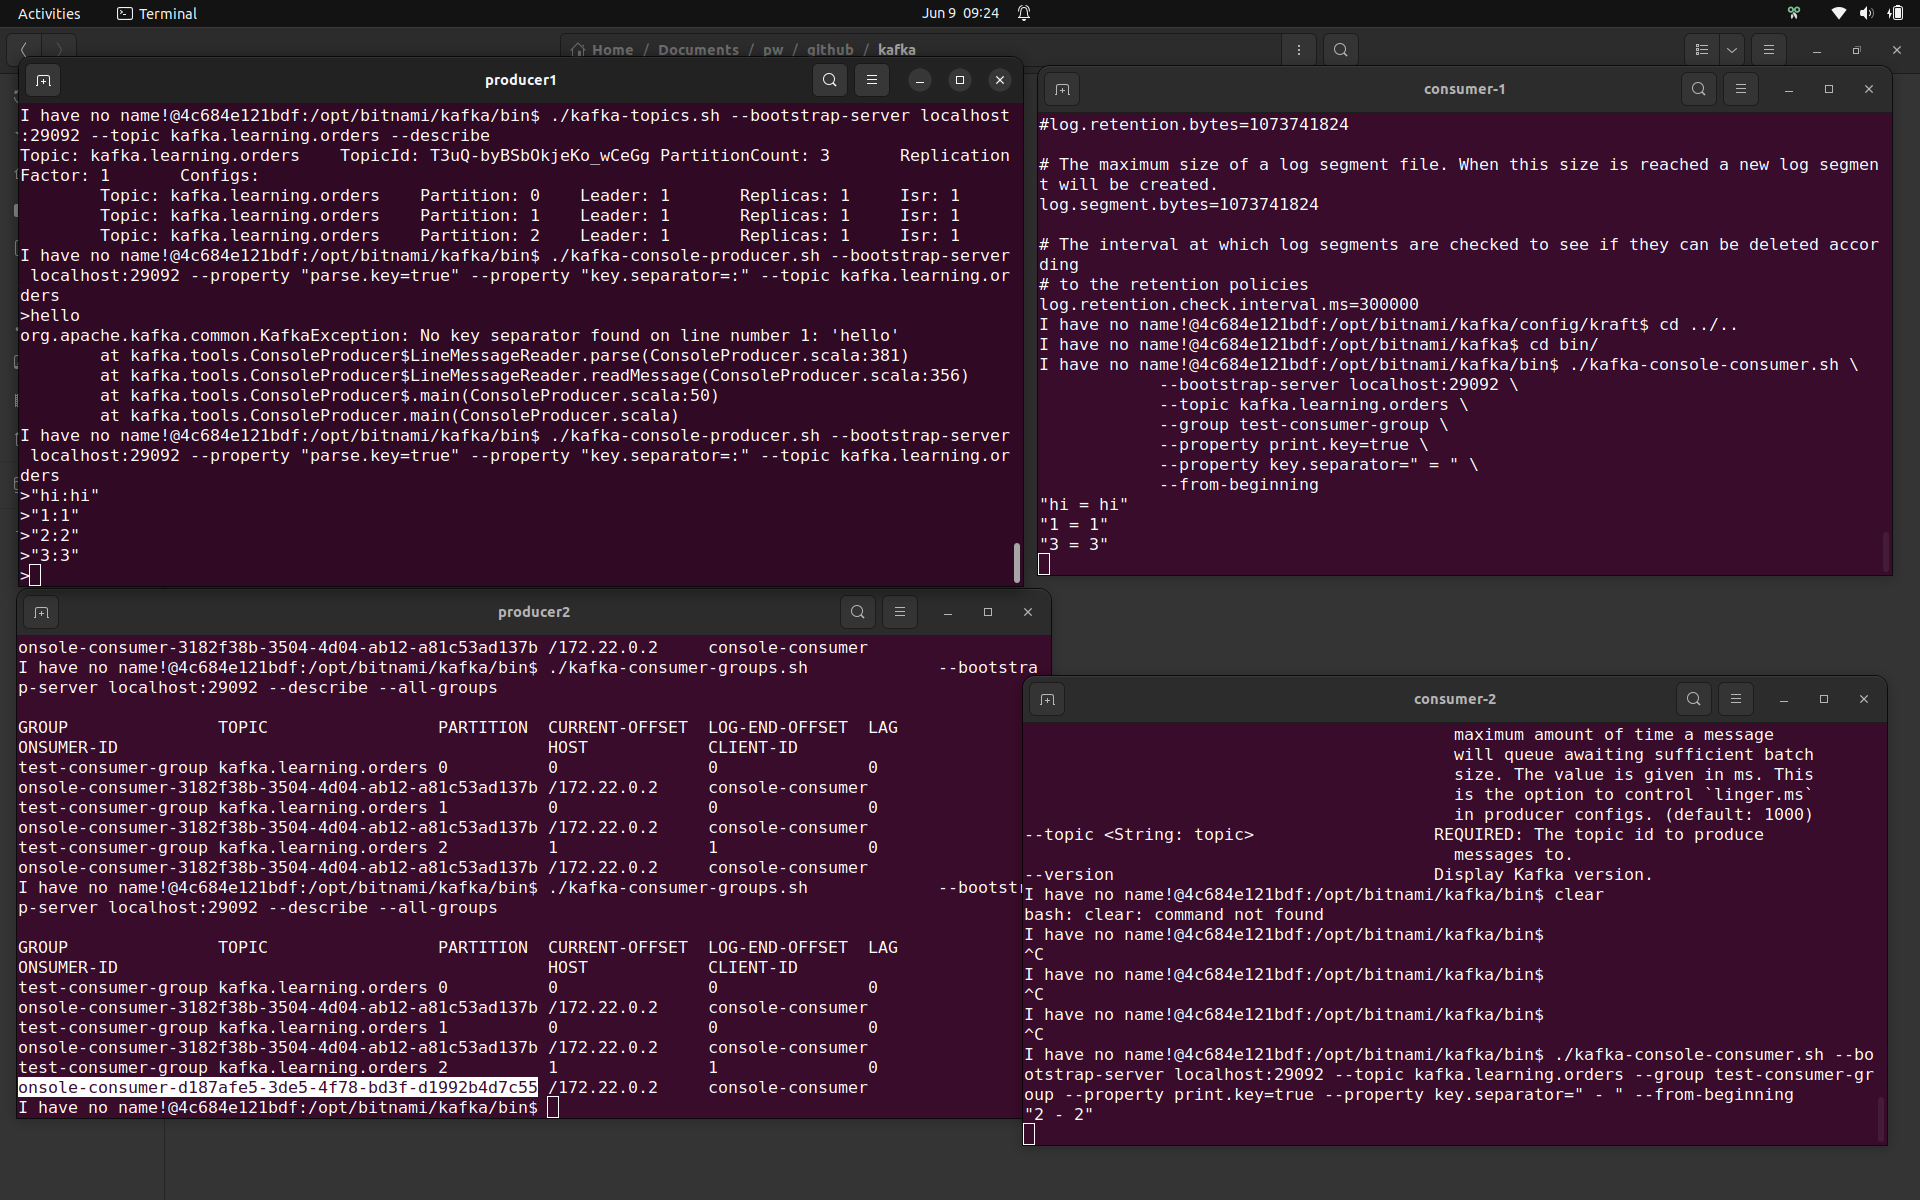 Activities
Terminal
Jun 9 09:24
Home / Documents / pw / github / kafka
producer1
I have no name!@4c684e121bdf:/opt/bitnami/kafka/bin$ ./kafka-topics.sh --bootstrap-server localhost
:29092 --topic kafka.learning.orders --describe
Topic: kafka.learning.orders    TopicId: T3uQ-byBSbOkjeKo_wCeGg PartitionCount: 3       Replication
Factor: 1       Configs:
        Topic: kafka.learning.orders    Partition: 0    Leader: 1       Replicas: 1     Isr: 1
        Topic: kafka.learning.orders    Partition: 1    Leader: 1       Replicas: 1     Isr: 1
        Topic: kafka.learning.orders    Partition: 2    Leader: 1       Replicas: 1     Isr: 1
I have no name!@4c684e121bdf:/opt/bitnami/kafka/bin$ ./kafka-console-producer.sh --bootstrap-server
 localhost:29092 --property "parse.key=true" --property "key.separator=:" --topic kafka.learning.or
ders
>hello
org.apache.kafka.common.KafkaException: No key separator found on line number 1: 'hello'
        at kafka.tools.ConsoleProducer$LineMessageReader.parse(ConsoleProducer.scala:381)
        at kafka.tools.ConsoleProducer$LineMessageReader.readMessage(ConsoleProducer.scala:356)
        at kafka.tools.ConsoleProducer$.main(ConsoleProducer.scala:50)
        at kafka.tools.ConsoleProducer.main(ConsoleProducer.scala)
I have no name!@4c684e121bdf:/opt/bitnami/kafka/bin$ ./kafka-console-producer.sh --bootstrap-server
 localhost:29092 --property "parse.key=true" --property "key.separator=:" --topic kafka.learning.or
ders
>"hi:hi"
>"1:1"
>"2:2"
>"3:3"
>
consumer-1
#log.retention.bytes=1073741824
# The maximum size of a log segment file. When this size is reached a new log segmen
t will be created.
log.segment.bytes=1073741824
# The interval at which log segments are checked to see if they can be deleted accor
ding
# to the retention policies
log.retention.check.interval.ms=300000
I have no name!@4c684e121bdf:/opt/bitnami/kafka/config/kraft$ cd ../..
I have no name!@4c684e121bdf:/opt/bitnami/kafka$ cd bin/
I have no name!@4c684e121bdf:/opt/bitnami/kafka/bin$ ./kafka-console-consumer.sh \
            --bootstrap-server localhost:29092 \
            --topic kafka.learning.orders \
            --group test-consumer-group \
            --property print.key=true \
            --property key.separator=" = " \
            --from-beginning
"hi = hi"
"1 = 1"
"3 = 3"
producer2
onsole-consumer-3182f38b-3504-4d04-ab12-a81c53ad137b /172.22.0.2     console-consumer
I have no name!@4c684e121bdf:/opt/bitnami/kafka/bin$ ./kafka-consumer-groups.sh             --bootstra
p-server localhost:29092 --describe --all-groups
GROUP               TOPIC                 PARTITION  CURRENT-OFFSET  LOG-END-OFFSET  LAG
ONSUMER-ID                                           HOST            CLIENT-ID
test-consumer-group kafka.learning.orders 0          0               0               0
onsole-consumer-3182f38b-3504-4d04-ab12-a81c53ad137b /172.22.0.2     console-consumer
test-consumer-group kafka.learning.orders 1          0               0               0
onsole-consumer-3182f38b-3504-4d04-ab12-a81c53ad137b /172.22.0.2     console-consumer
test-consumer-group kafka.learning.orders 2          1               1               0
onsole-consumer-3182f38b-3504-4d04-ab12-a81c53ad137b /172.22.0.2     console-consumer
I have no name!@4c684e121bdf:/opt/bitnami/kafka/bin$ ./kafka-consumer-groups.sh             --bootstr
p-server localhost:29092 --describe --all-groups
GROUP               TOPIC                 PARTITION  CURRENT-OFFSET  LOG-END-OFFSET  LAG
ONSUMER-ID                                           HOST            CLIENT-ID
test-consumer-group kafka.learning.orders 0          0               0               0
onsole-consumer-3182f38b-3504-4d04-ab12-a81c53ad137b /172.22.0.2     console-consumer
test-consumer-group kafka.learning.orders 1          0               0               0
onsole-consumer-3182f38b-3504-4d04-ab12-a81c53ad137b /172.22.0.2     console-consumer
test-consumer-group kafka.learning.orders 2          1               1               0
onsole-consumer-d187afe5-3de5-4f78-bd3f-d1992b4d7c55 /172.22.0.2     console-consumer
I have no name!@4c684e121bdf:/opt/bitnami/kafka/bin$
consumer-2
maximum amount of time a message
will queue awaiting sufficient batch
size. The value is given in ms. This
is the option to control `linger.ms`
in producer configs. (default: 1000)
--topic <String: topic>                  REQUIRED: The topic id to produce
messages to.
--version                                Display Kafka version.
I have no name!@4c684e121bdf:/opt/bitnami/kafka/bin$ clear
bash: clear: command not found
I have no name!@4c684e121bdf:/opt/bitnami/kafka/bin$
^C
I have no name!@4c684e121bdf:/opt/bitnami/kafka/bin$
^C
I have no name!@4c684e121bdf:/opt/bitnami/kafka/bin$
^C
I have no name!@4c684e121bdf:/opt/bitnami/kafka/bin$ ./kafka-console-consumer.sh --bo
otstrap-server localhost:29092 --topic kafka.learning.orders --group test-consumer-gr
oup --property print.key=true --property key.separator=" - " --from-beginning
"2 - 2"